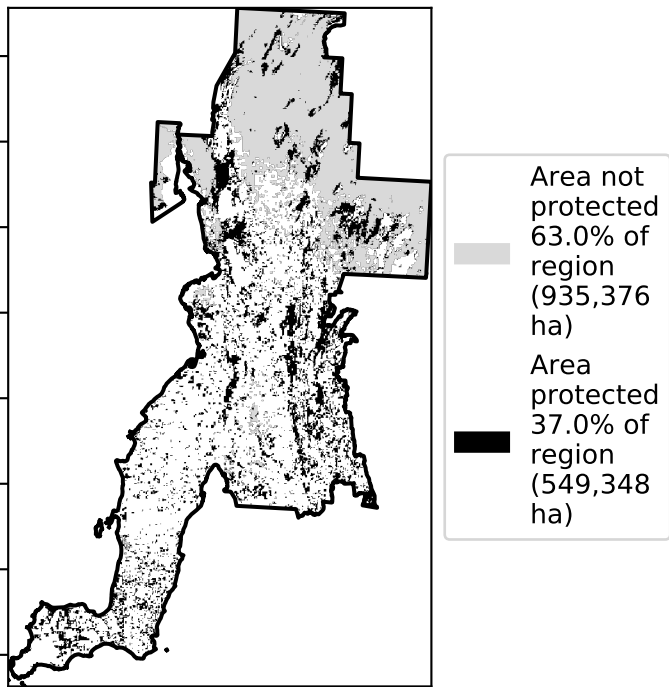 Area not
protected
63.0% of
region
(935,376
ha)
Area
protected
37.0% of
region
(549,348
ha)